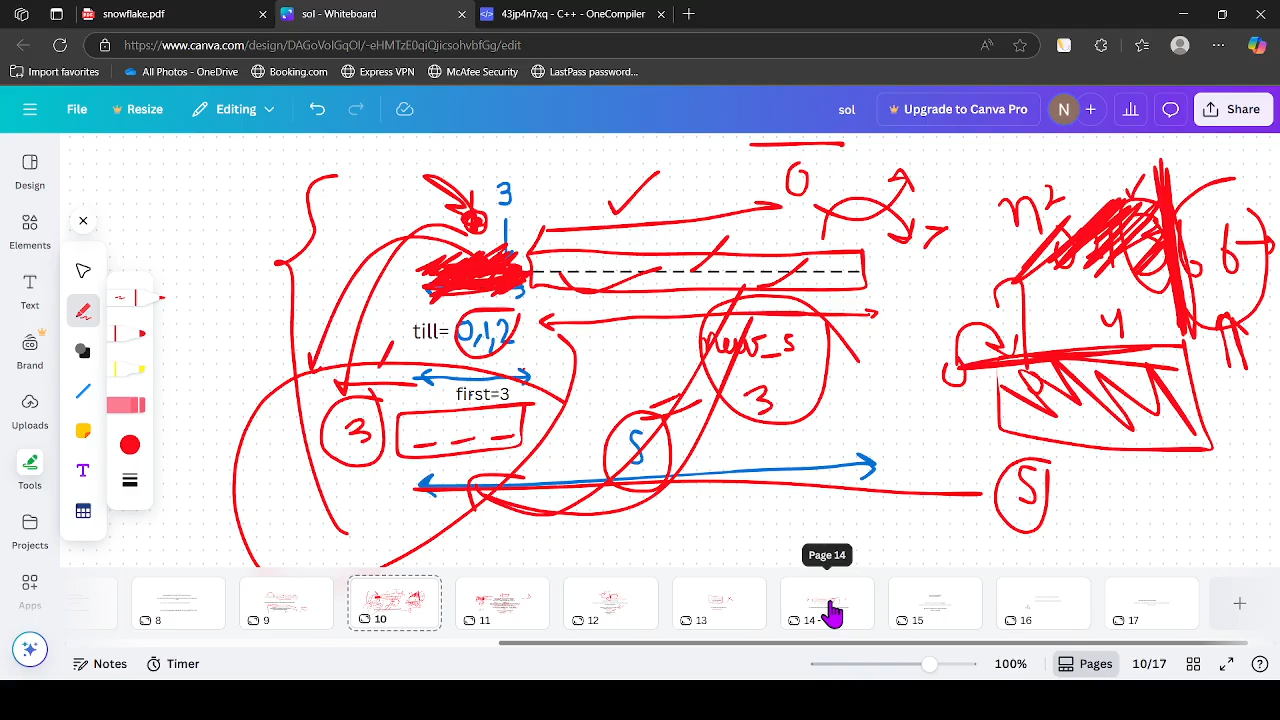 snowflake.pdf
sol - Whiteboard
43jp4n7xq - C++ - OneCompiler
https://www.canva.com/design/DAGoVolGqOI/-eHMTzE0qiQjicsohvbfGg/edit
Import favorites
All Photos - OneDrive
Booking.com
Express VPN
McAfee Security
LastPass password...
File
Resize
Editing
sol
Upgrade to Canva Pro
N
Share
Design
Elements
Text
Brand
Uploads
Tools
Projects
Apps
3
0
n²
till= 0,1,2
new_s
3
first=3
3
S
4
S
Page 14
8
9
10
11
12
13
14
15
16
17
Notes
Timer
100%
Pages
10/17